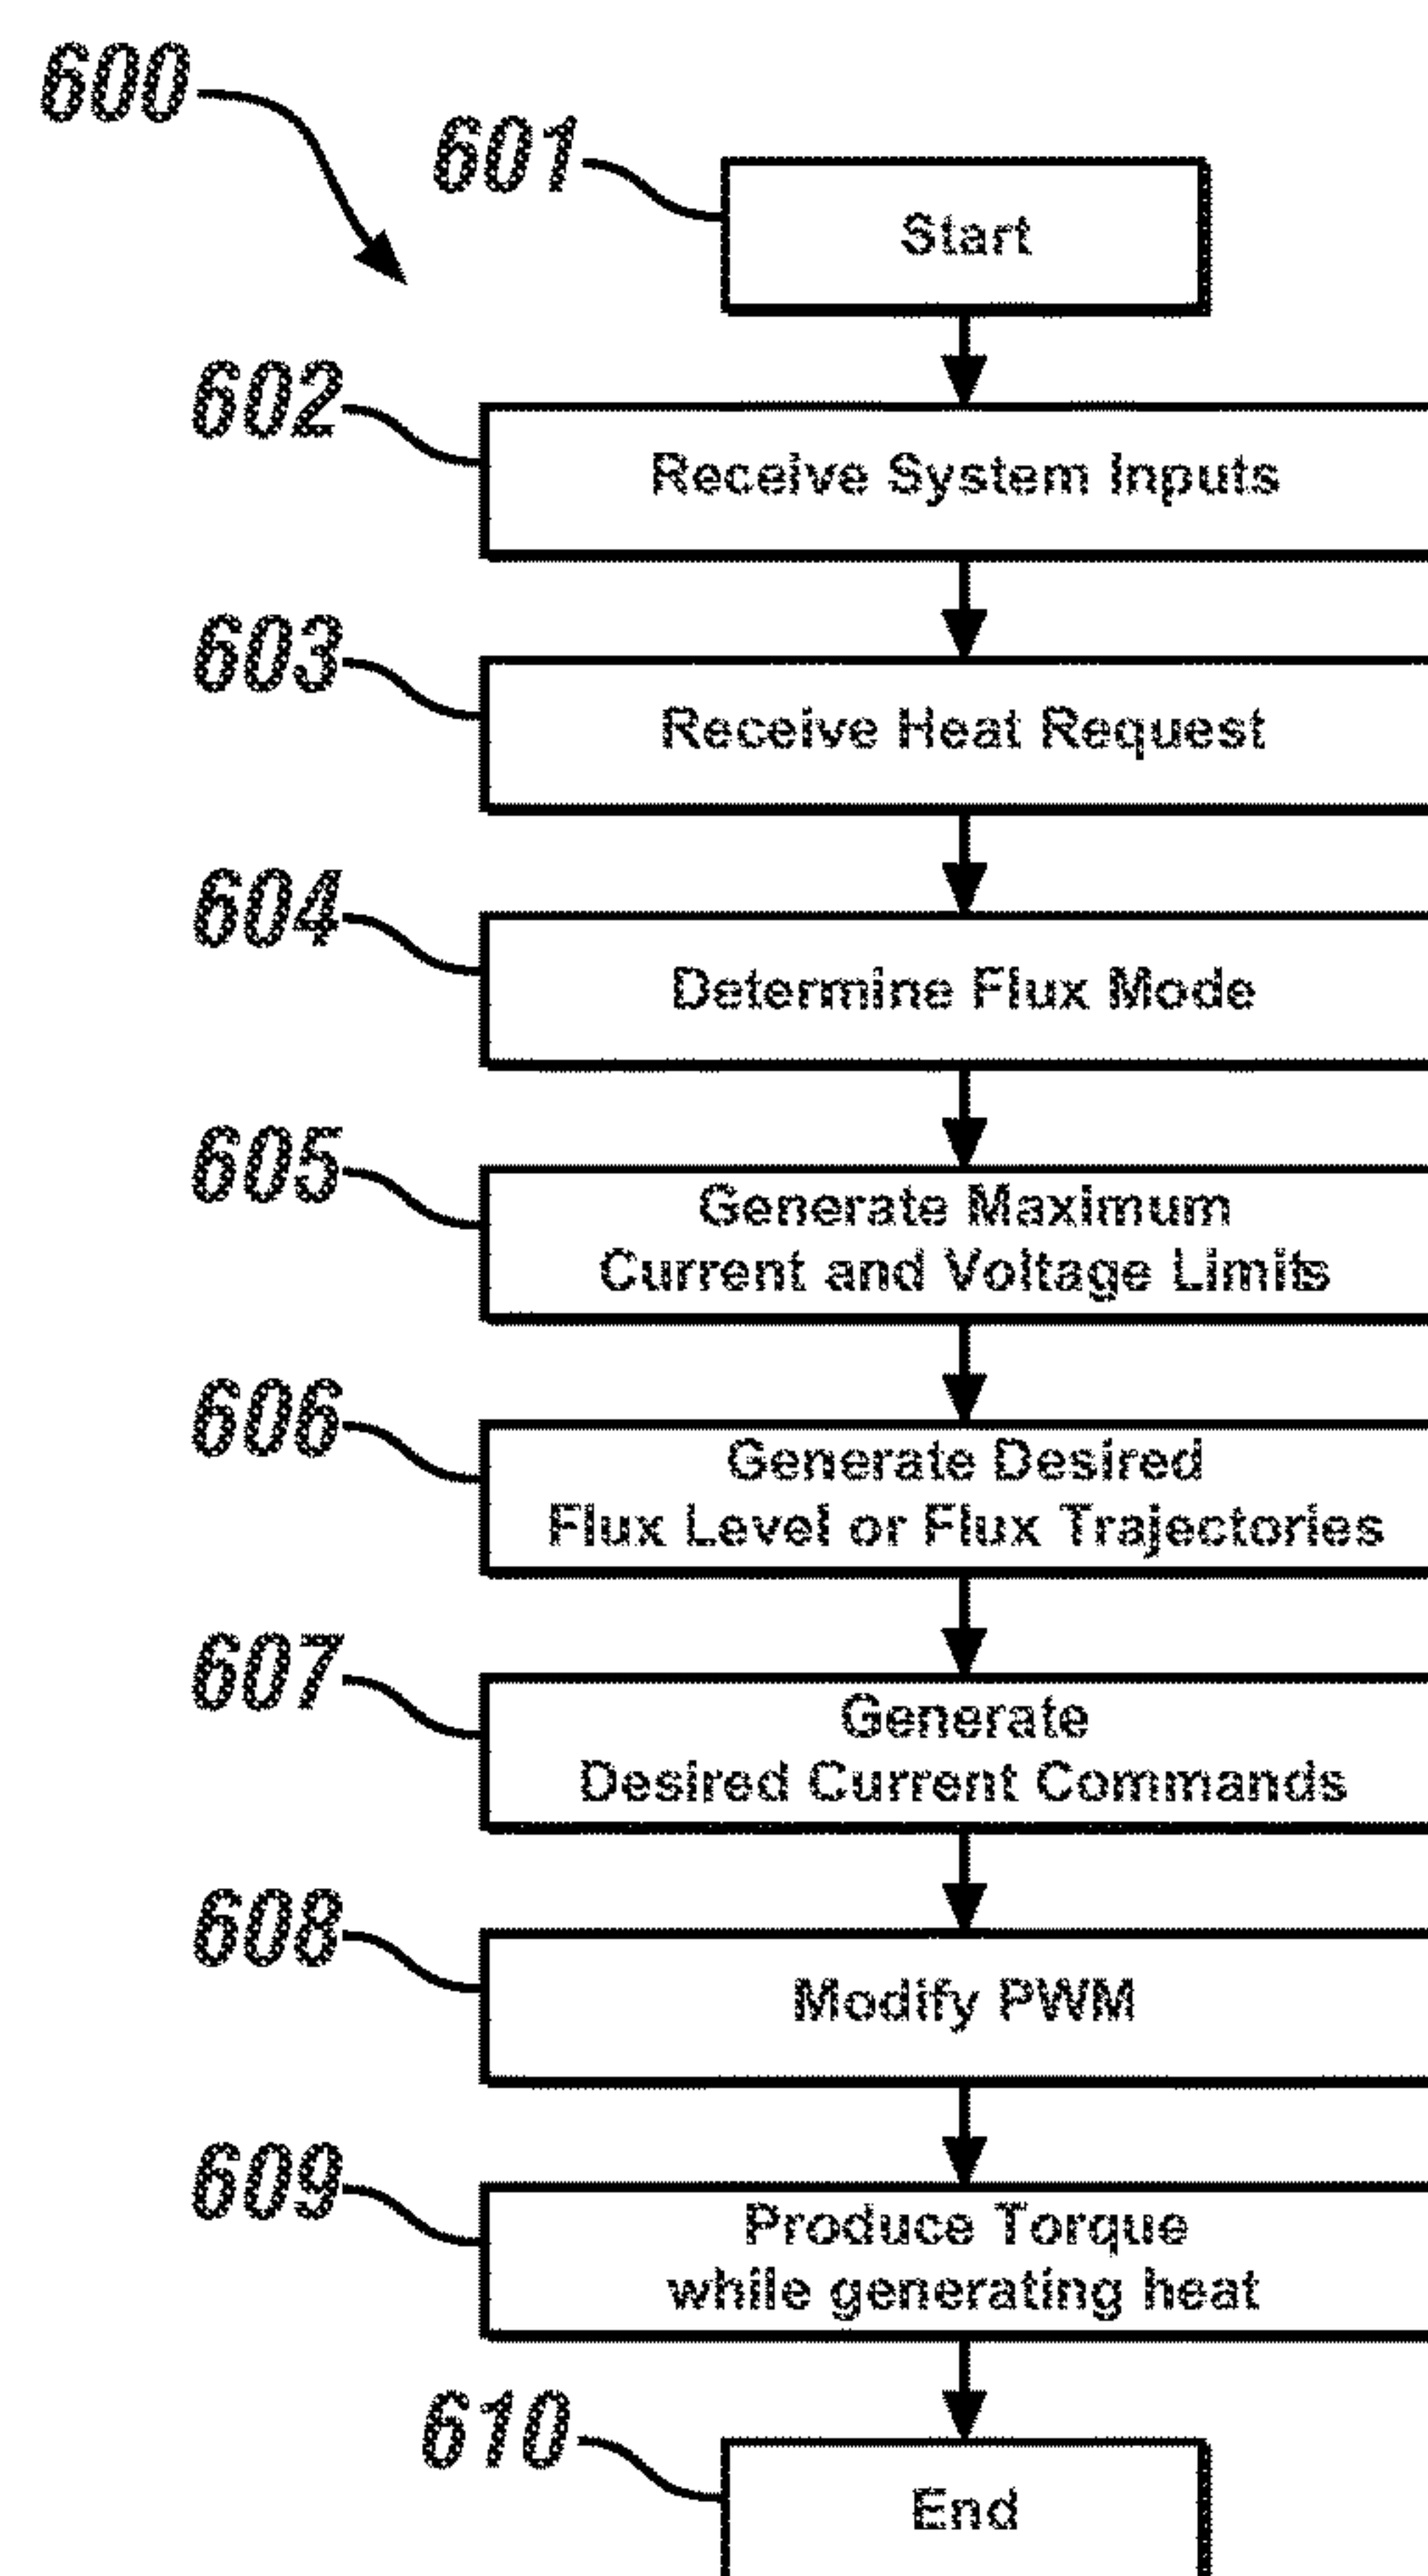 600
601
Start
602
Receive System Inputs
603
Receive Heat Request
604
Determine Flux Mode
605
Generate Maximum
Current and Voltage Limits
606
Generate Desired
Flux Level or Flux Trajectories
607
Generate
Desired Current Commands
608
Modify PWM
609
Produce Torque
while generating heat
610
End